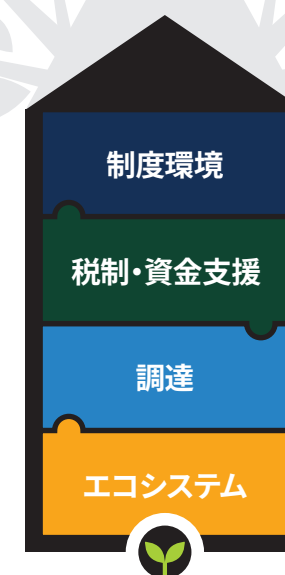 制度環境
税制・資金支援
調達
エコシステム